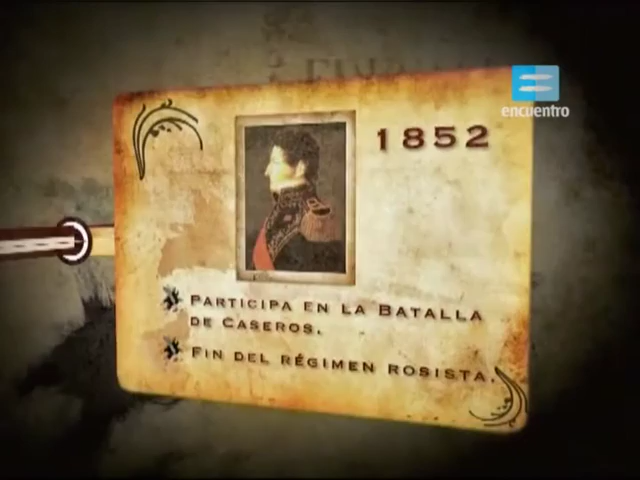 encuentro
1852
PARTICIPA EN LA BATALLA
DE CASEROS.
FIN DEL RÉGIMEN ROSISTA.